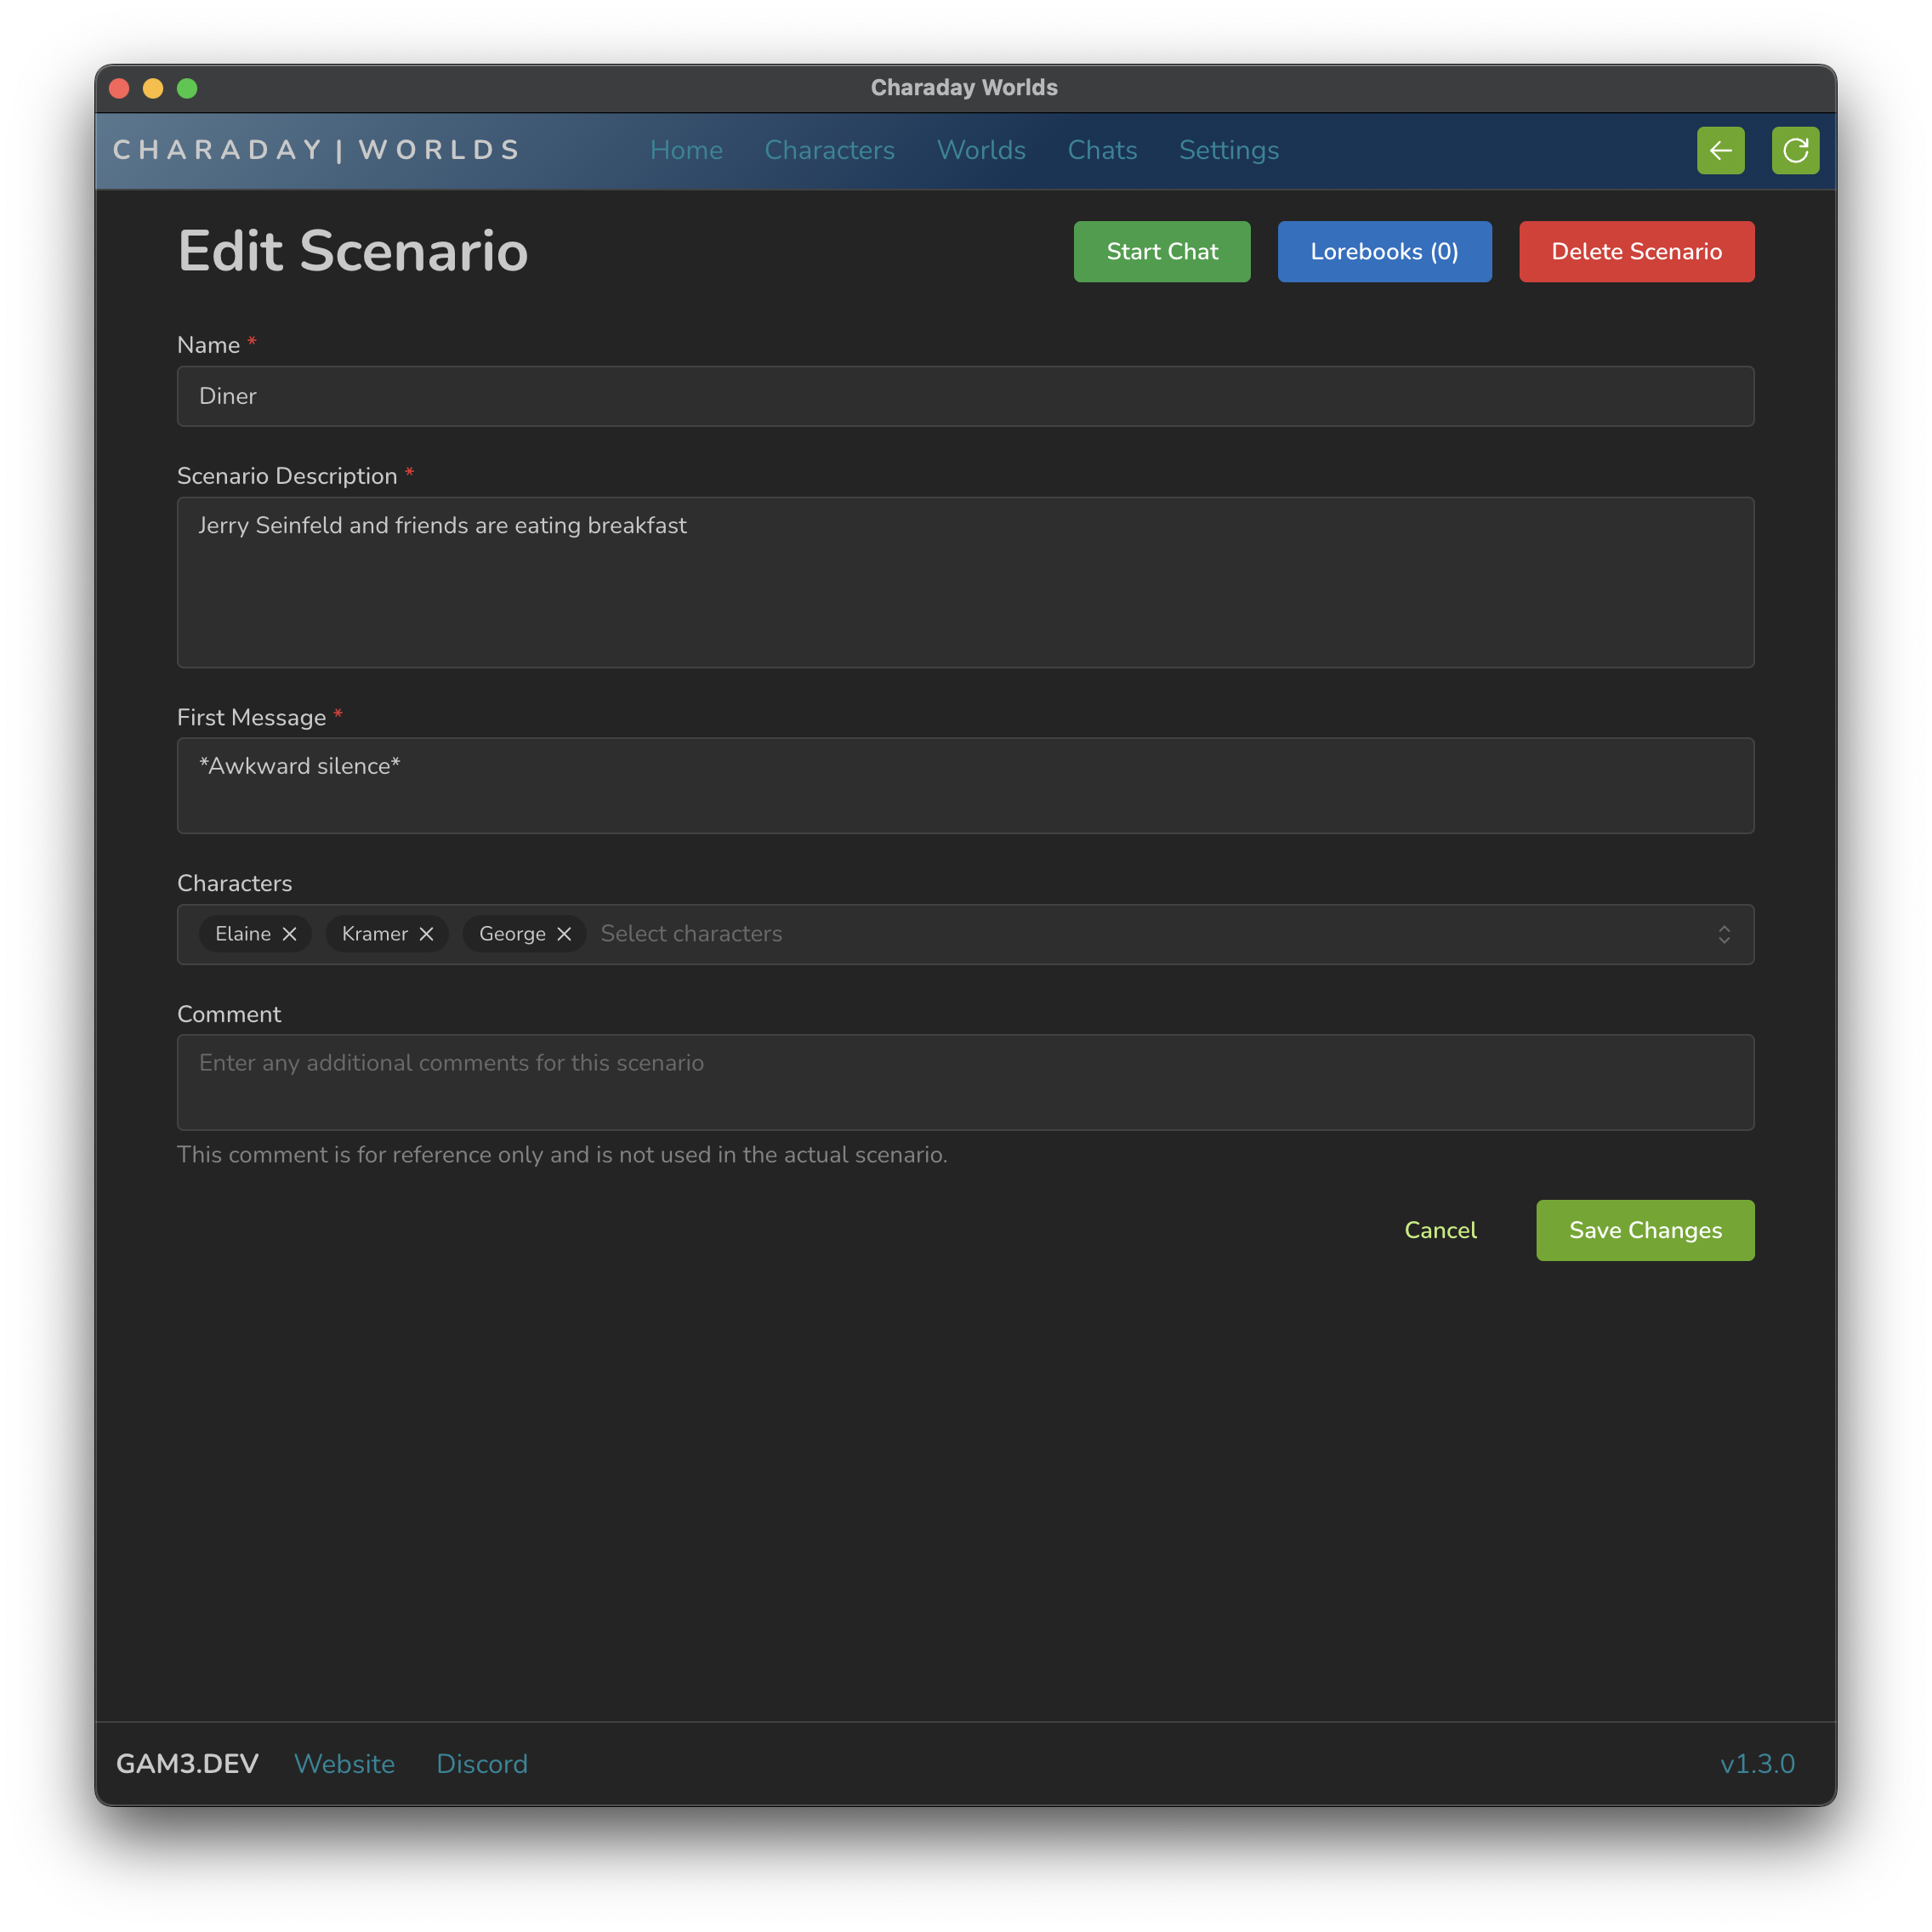 Charaday Worlds
CHARADAY | WORLDS Home Characters Worlds Chats Settings
Edit Scenario Start Chat Lorebooks (0) Delete Scenario
Name *
Diner
Scenario Description *
Jerry Seinfeld and friends are eating breakfast
First Message *
*Awkward silence*
Characters
Elaine Kramer George Select characters
Comment
Enter any additional comments for this scenario
This comment is for reference only and is not used in the actual scenario.
Cancel Save Changes
GAM3.DEV Website Discord v1.3.0